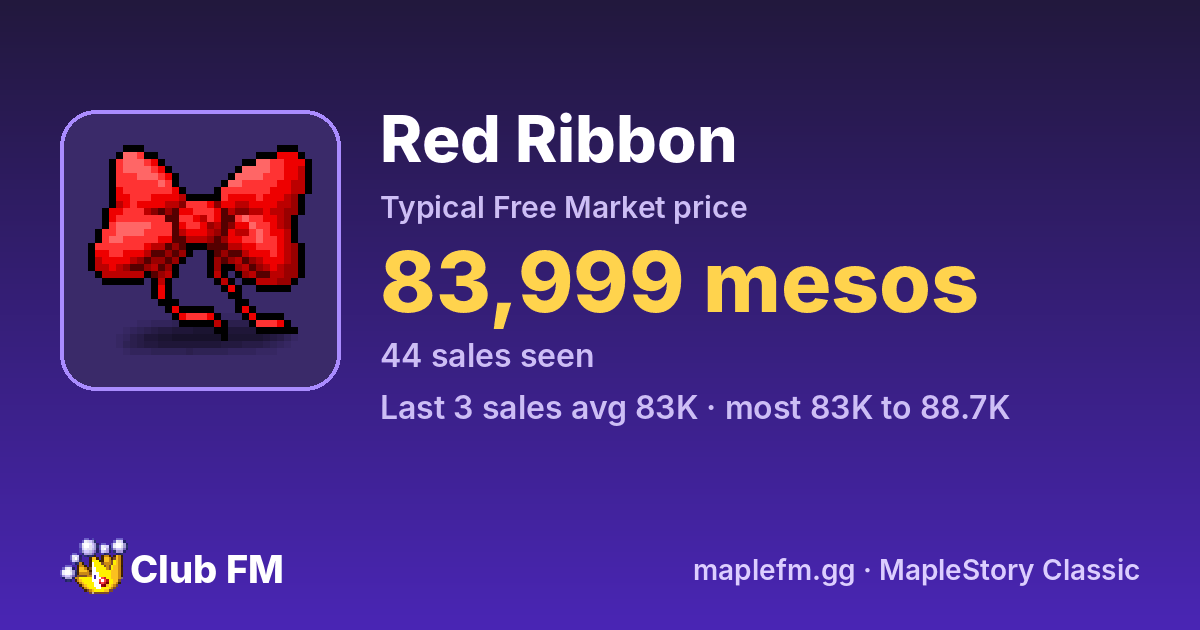 Red Ribbon
Typical Free Market price
83,999 mesos
44 sales seen
Last 3 sales avg 83K · most 83K to 88.7K
Club FM
maplefm.gg · MapleStory Classic